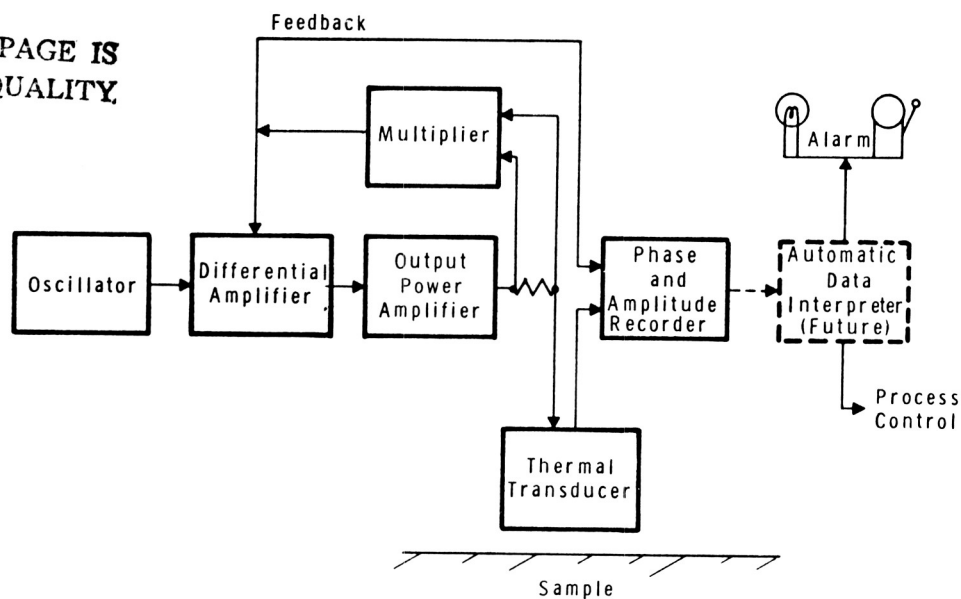 PAGE IS
QUALITY
Feedback
Multiplier
Alarm
Oscillator
Differential
Amplifier
Output
Power
Amplifier
Phase
and
Amplitude
Recorder
Automatic
Data
Interpreter
(Future)
Process
Control
Thermal
Transducer
Sample